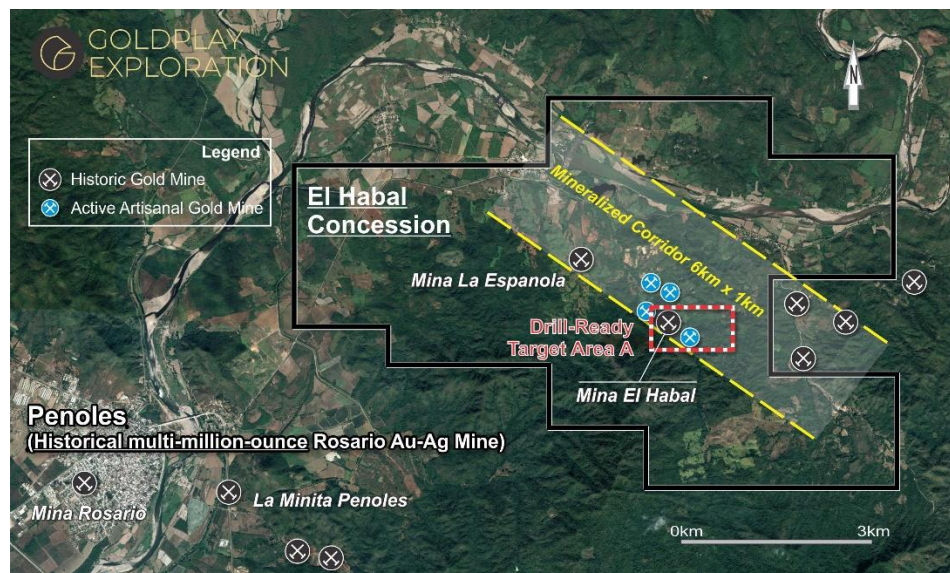 GOLDPLAY
EXPLORATION
N
Legend
Historic Gold Mine
Active Artisanal Gold Mine
El Habal
Concession
Mineralized Corridor 6km x 1km
Mina La Espanola
Drill-Ready
Target Area A
Mina El Habal
Penoles
(Historical multi-million-ounce Rosario Au-Ag Mine)
Mina Rosario
La Minita Penoles
0km 3km